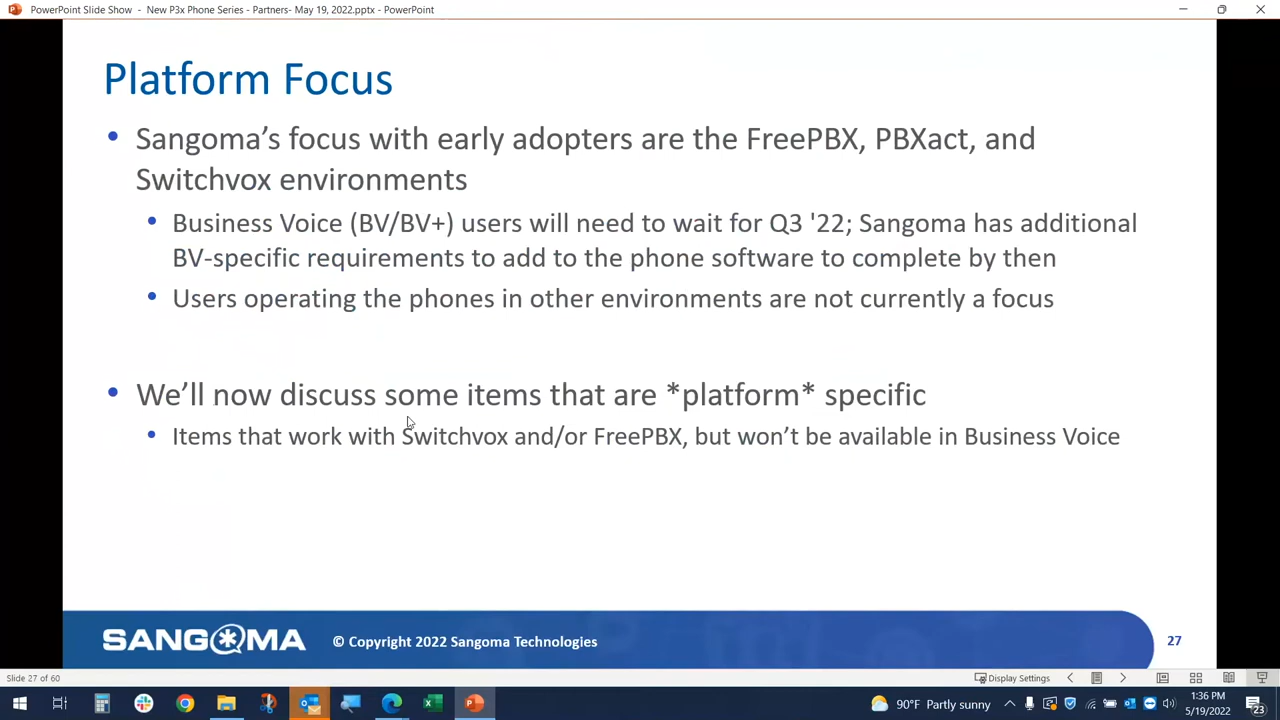 PowerPoint Slide Show - New P3x Phone Series - Partners- May 19, 2022.pptx - PowerPoint
Platform Focus
• Sangoma’s focus with early adopters are the FreePBX, PBXact, and
Switchvox environments
• Business Voice (BV/BV+) users will need to wait for Q3 '22; Sangoma has additional
BV-specific requirements to add to the phone software to complete by then
• Users operating the phones in other environments are not currently a focus
• We’ll now discuss some items that are *platform* specific
• Items that work with Switchvox and/or FreePBX, but won’t be available in Business Voice
SANGOMA
© Copyright 2022 Sangoma Technologies
27
Slide 27 of 60
Display Settings
90°F Partly sunny
1:36 PM
5/19/2022
23